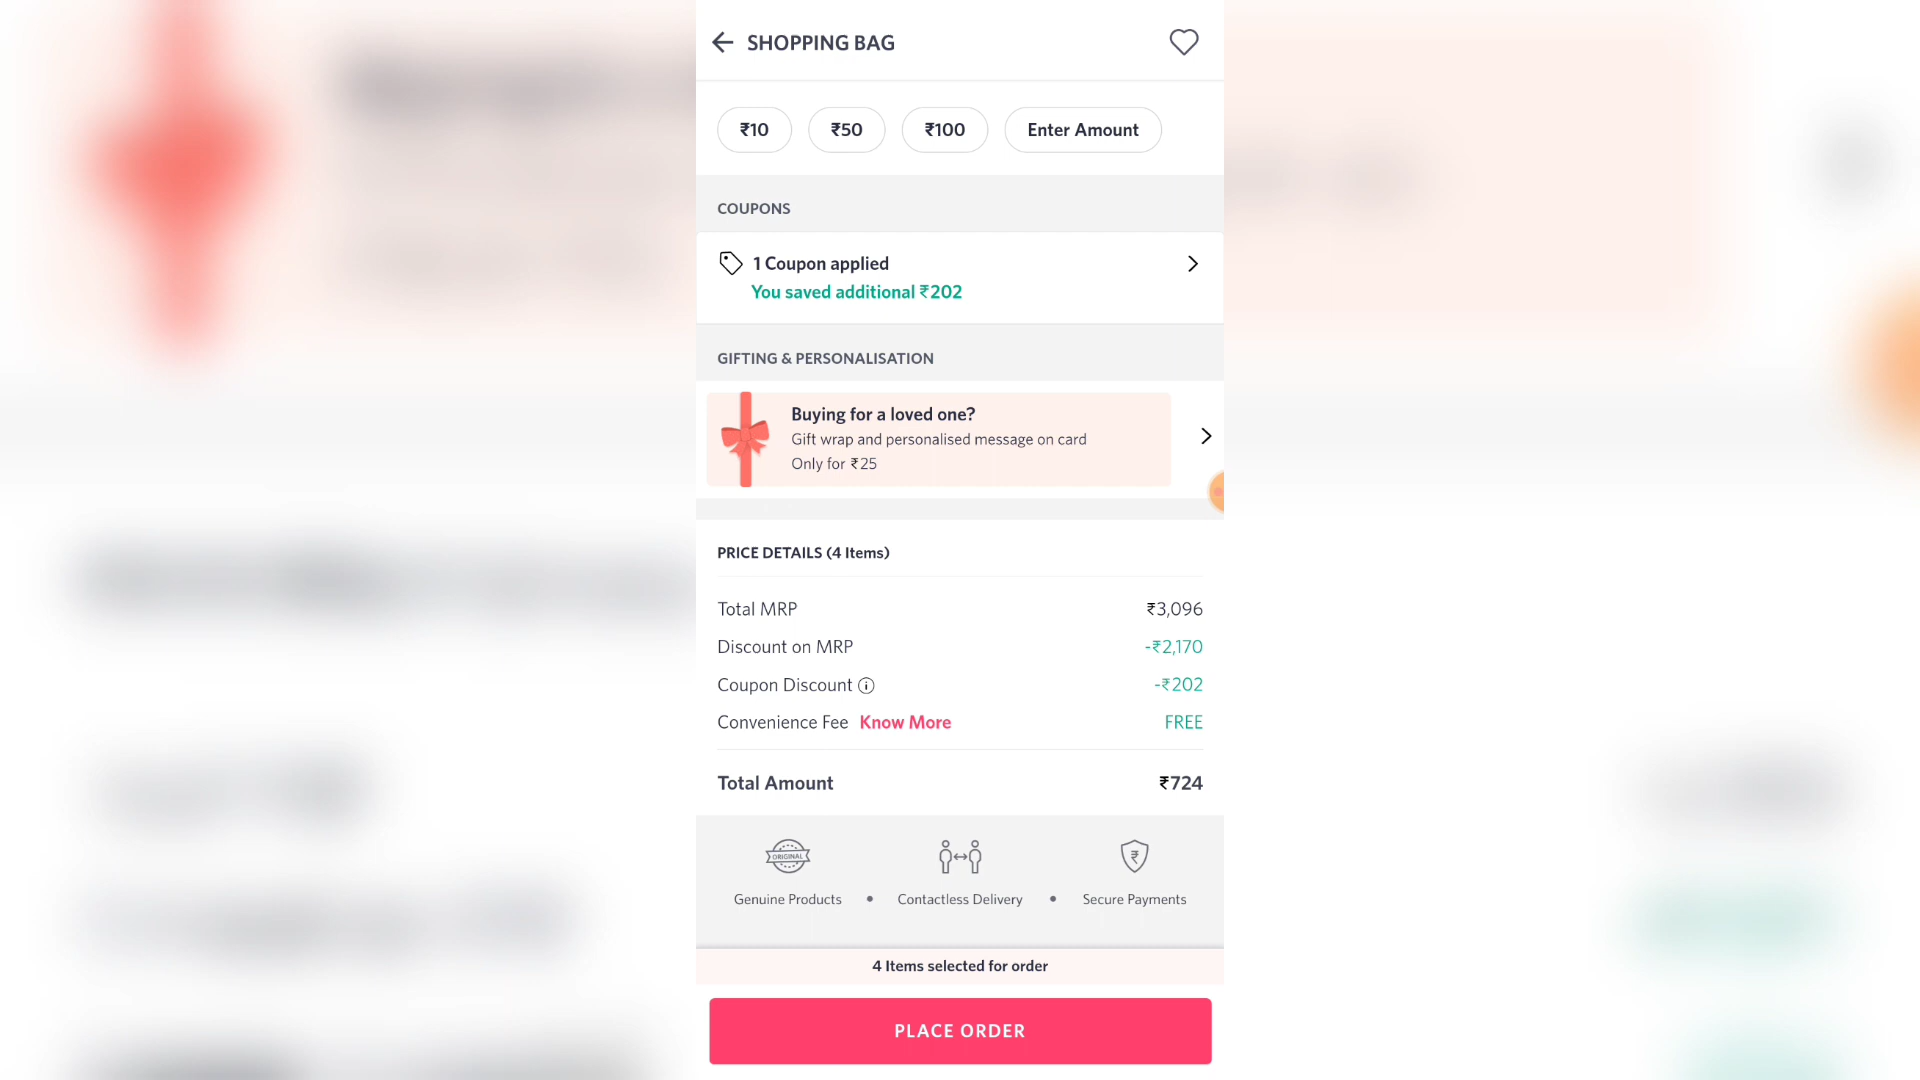 SHOPPING BAG
₹10 ₹50 ₹100 Enter Amount
COUPONS
1 Coupon applied
You saved additional ₹202
GIFTING & PERSONALISATION
Buying for a loved one?
Gift wrap and personalised message on card
Only for ₹25
PRICE DETAILS (4 Items)
Total MRP ₹3,096
Discount on MRP -₹2,170
Coupon Discount -₹202
Convenience Fee Know More FREE
Total Amount ₹724
ORIGINAL
Genuine Products • Contactless Delivery • Secure Payments
4 Items selected for order
PLACE ORDER